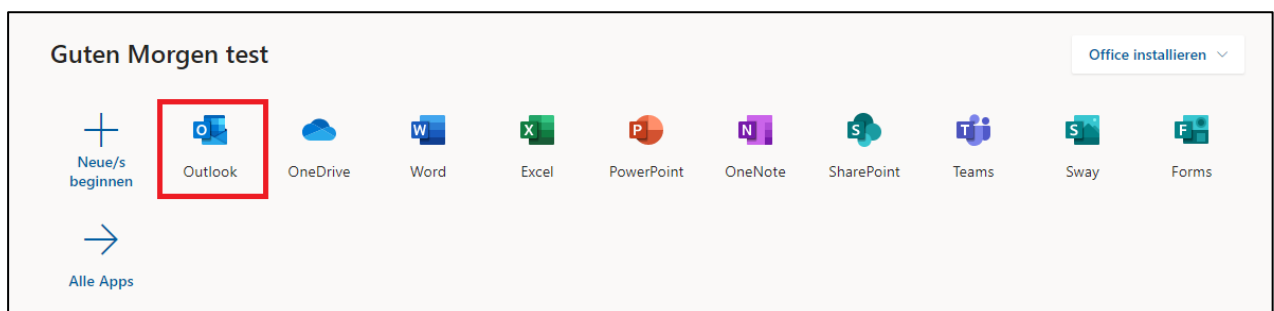 Guten Morgen test
Office installieren
Neue/s
beginnen
Outlook
OneDrive
Word
Excel
PowerPoint
OneNote
SharePoint
Teams
Sway
Forms
Alle Apps